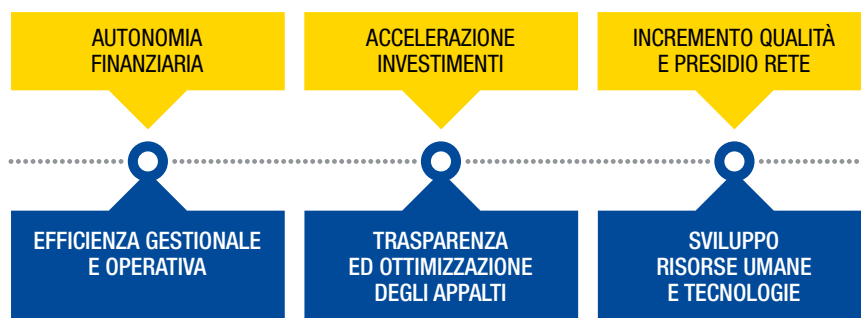 AUTONOMIA
FINANZIARIA
ACCELERAZIONE
INVESTIMENTI
INCREMENTO QUALITÀ
E PRESIDIO RETE
EFFICIENZA GESTIONALE
E OPERATIVA
TRASPARENZA
ED OTTIMIZZAZIONE
DEGLI APPALTI
SVILUPPO
RISORSE UMANE
E TECNOLOGIE